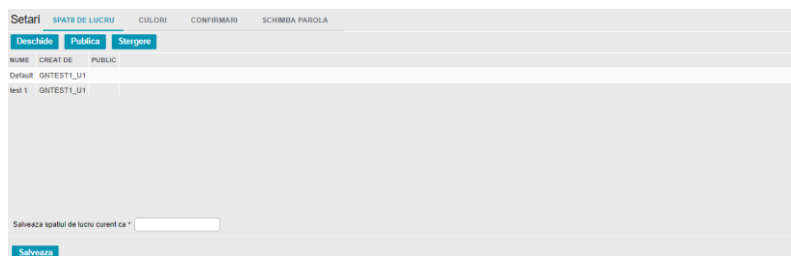 Setari SPATII DE LUCRU CULORI CONFIRMARI SCHIMBA PAROLA
Deschide Publica Stergere
NUME CREAT DE PUBLIC
Default GNTEST1_U1
test 1 GNTEST1_U1
Salveaza spatiul de lucru curent ca *
Salveaza